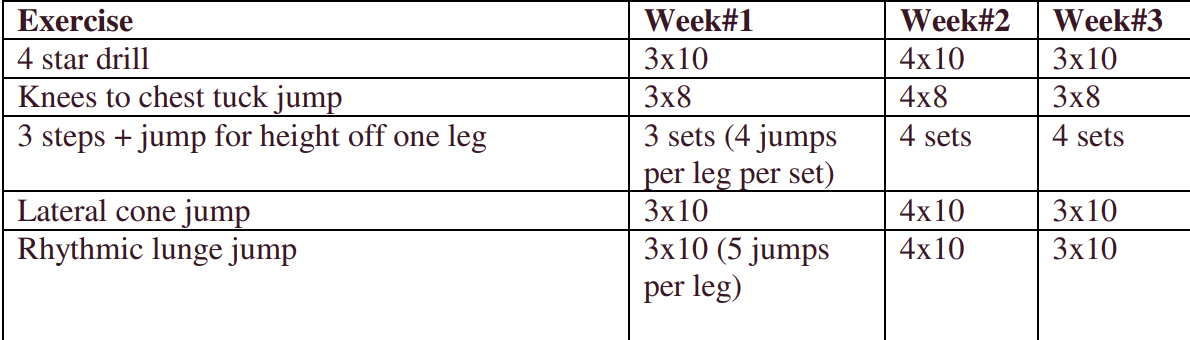 Exercise Week#1 Week#2 Week#3
4 star drill 3x10 4x10 3x10
Knees to chest tuck jump 3x8 4x8 3x8
3 steps + jump for height off one leg 3 sets (4 jumps 4 sets 4 sets
per leg per set)
Lateral cone jump 3x10 4x10 3x10
Rhythmic lunge jump 3x10 (5 jumps 4x10 3x10
per leg)